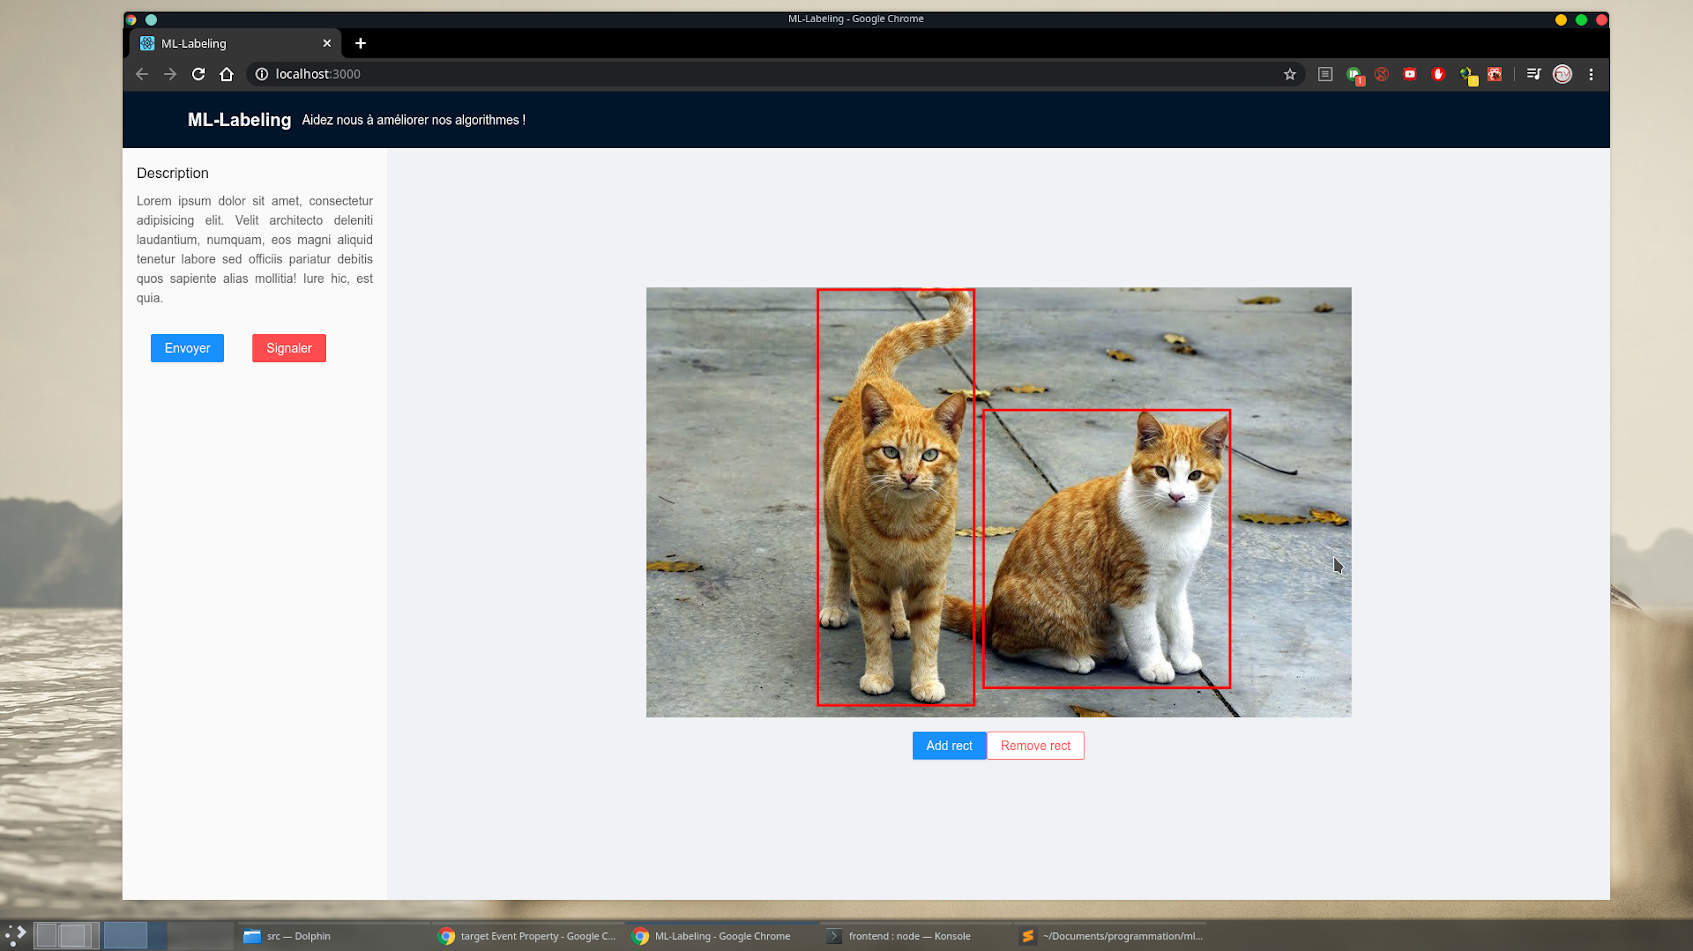 ML-Labeling - Google Chrome
ML-Labeling
localhost:3000
1
ML-Labeling Aidez nous à améliorer nos algorithmes !
Description
Lorem ipsum dolor sit amet, consectetur
adipisicing elit. Velit architecto deleniti
laudantium, numquam, eos magni aliquid
tenetur labore sed officiis pariatur debitis
quos sapiente alias mollitia! Iure hic, est
quia.
Envoyer Signaler
Add rect Remove rect
src — Dolphin
target Event Property - Google C...
ML-Labeling - Google Chrome
frontend : node — Konsole
~/Documents/programmation/ml...